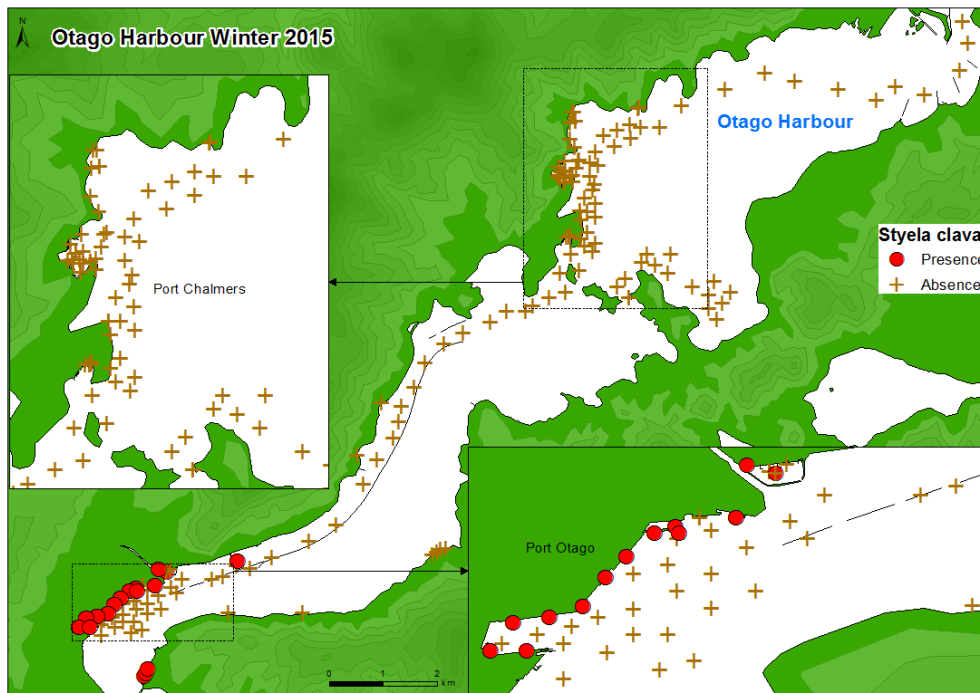 N
Otago Harbour Winter 2015
Otago Harbour
Styela clava
Presence
Absence
Port Chalmers
Port Otago
0 1 2
km